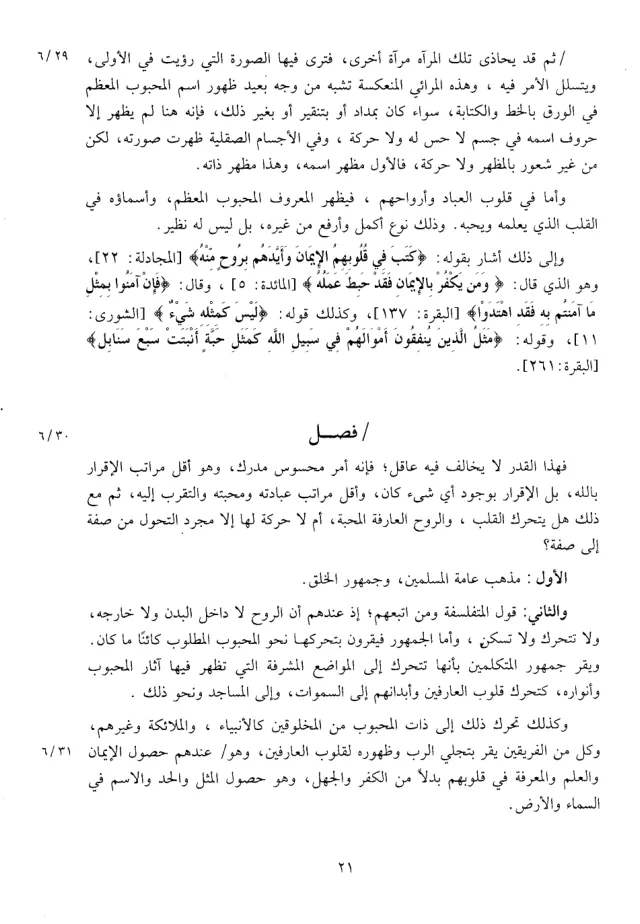 ٦/٢٩ / ثم قد يحاذى تلك المرآه مرآة أخرى، فترى فيها الصورة التي رؤيت في الأولى،
ويتسلل الأمر فيه ، وهذه المرائي المنعكسة تشبه من وجه بعيد ظهور اسم المحبوب المعظم
في الورق بالخط والكتابة، سواء كان بمداد أو بتنقير أو بغير ذلك، فإنه هنا لم يظهر إلا
حروف اسمه في جسم لا حس له ولا حركة ، وفي الأجسام الصقلية ظهرت صورته، لكن
من غير شعور بالمظهر ولا حركة، فالأول مظهر اسمه، وهذا مظهر ذاته.
وأما في قلوب العباد وأرواحهم ، فيظهر المعروف المحبوب المعظم، وأسماؤه في
القلب الذي يعلمه ويحبه. وذلك نوع أكمل وأرفع من غيره، بل ليس له نظير.
وإلى ذلك أشار بقوله: ﴿كَتَبَ فِي قُلُوبِهِمُ الإِيمَانَ وَأَيَّدَهُم بِرُوحٍ مِّنْهُ﴾ [المجادلة: ٢٢]،
وهو الذي قال: ﴿ وَمَن يَكْفُرْ بِالإِيمَانِ فَقَدْ حَبِطَ عَمَلُهُ ﴾ [المائدة: ٥] ، وقال: ﴿فَإِنْ آمَنُوا بِمِثْلِ
مَا آمَنتُم بِهِ فَقَدِ اهْتَدَوْا﴾ [البقرة: ١٣٧]، وكذلك قوله: ﴿لَيْسَ كَمِثْلِهِ شَيْءٌ ﴾ [الشورى:
١١]، وقوله: ﴿مَثَلُ الَّذِينَ يُنفِقُونَ أَمْوَالَهُمْ فِي سَبِيلِ اللَّهِ كَمَثَلِ حَبَّةٍ أَنْبَتَتْ سَبْعَ سَنَابِلَ﴾
[البقرة:٢٦١].
٦/٣٠ / فصـــل
فهذا القدر لا يخالف فيه عاقل؛ فإنه أمر محسوس مدرك، وهو أقل مراتب الإقرار
بالله، بل الإقرار بوجود أي شىء كان، وأقل مراتب عبادته ومحبته والتقرب إليه، ثم مع
ذلك هل يتحرك القلب ، والروح العارفة المحبة، أم لا حركة لها إلا مجرد التحول من صفة
إلى صفة؟
الأول : مذهب عامة المسلمين، وجمهور الخلق.
والثاني: قول المتفلسفة ومن اتبعهم؛ إذ عندهم أن الروح لا داخل البدن ولا خارجه،
ولا تتحرك ولا تسكن ، وأما الجمهور فيقرون بتحركها نحو المحبوب المطلوب كائنًا ما كان.
ويقر جمهور المتكلمين بأنها تتحرك إلى المواضع المشرفة التي تظهر فيها آثار المحبوب
وأنواره، كتحرك قلوب العارفين وأبدانهم إلى السموات، وإلى المساجد ونحو ذلك .
وكذلك تحرك ذلك إلى ذات المحبوب من المخلوقين كالأنبياء ، والملائكة وغيرهم،
٦/٣١ وكل من الفريقين يقر بتجلي الرب وظهوره لقلوب العارفين، وهو/ عندهم حصول الإيمان
والعلم والمعرفة في قلوبهم بدلاً من الكفر والجهل، وهو حصول المثل والحد والاسم في
السماء والأرض.
٢١